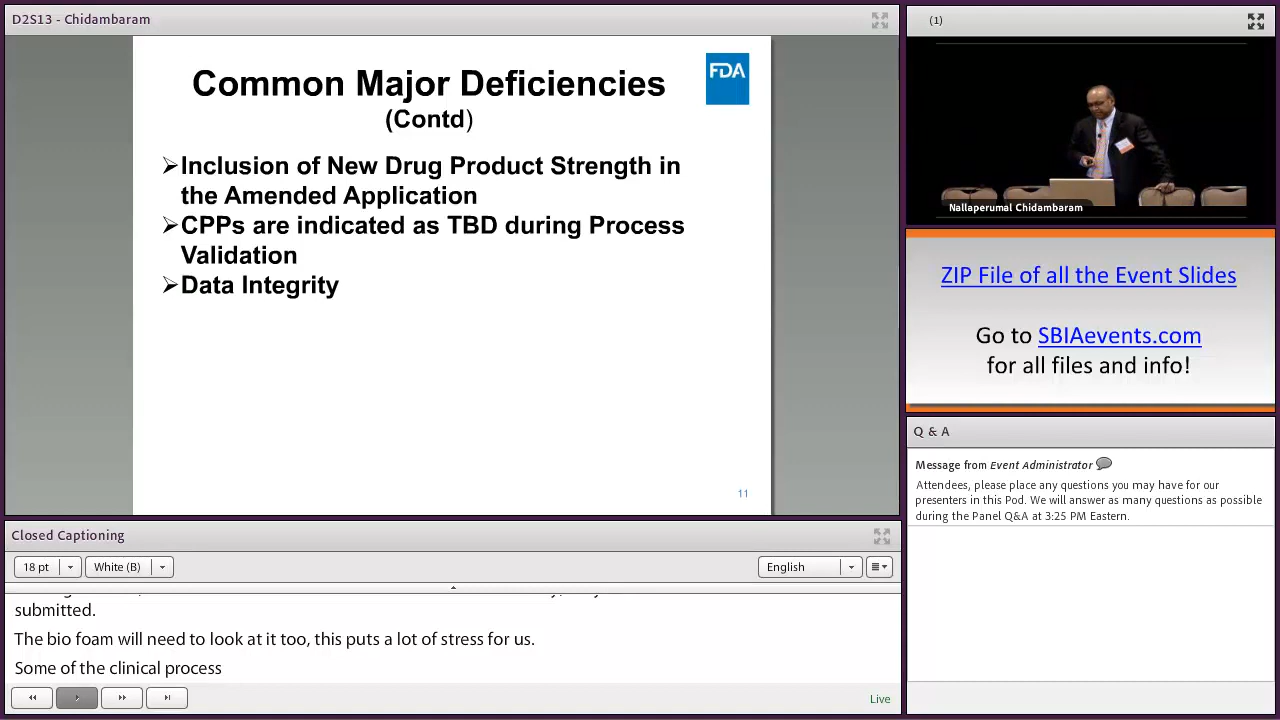 D2S13 - Chidambaram
Common Major Deficiencies
(Contd)
FDA
➢Inclusion of New Drug Product Strength in
the Amended Application
➢CPPs are indicated as TBD during Process
Validation
➢Data Integrity
11
(1)
Nallaperumal Chidambaram
ZIP File of all the Event Slides
Go to SBIAevents.com
for all files and info!
Q & A
Message from Event Administrator
Attendees, please place any questions you may have for our
presenters in this Pod. We will answer as many questions as possible
during the Panel Q&A at 3:25 PM Eastern.
Closed Captioning
18 pt
White (B)
English
submitted.
The bio foam will need to look at it too, this puts a lot of stress for us.
Some of the clinical process
Live